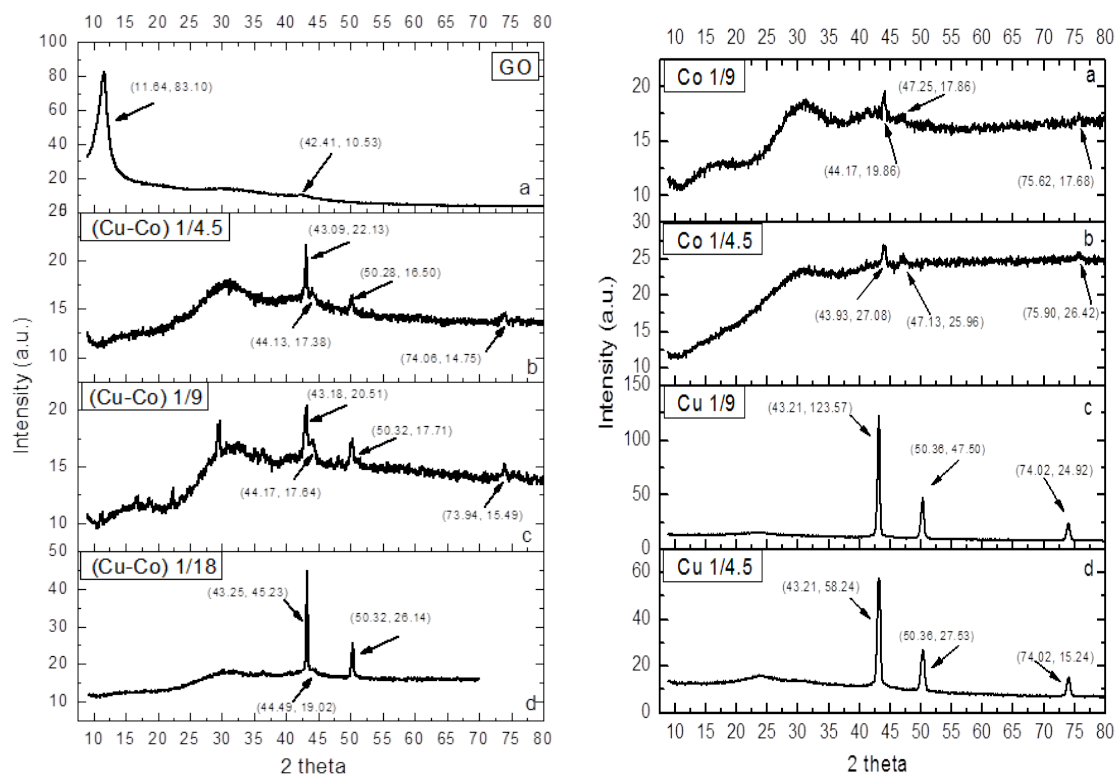 10 15 20 25 30 35 40 45 50 55 60 65 70 75 80
100
80
60
40
20
GO
(11.64, 83.10)
(42.41, 10.53)
a
25
20
15
10
(Cu-Co) 1/4.5
(43.09, 22.13)
(50.28, 16.50)
(44.13, 17.38)
(74.06, 14.75)
b
20
15
10
(Cu-Co) 1/9
(43.18, 20.51)
(50.32, 17.71)
(44.17, 17.64)
(73.94, 15.49)
c
50
40
30
20
10
(Cu-Co) 1/18
(43.25, 45.23)
(50.32, 26.14)
(44.49, 19.02)
d
10 15 20 25 30 35 40 45 50 55 60 65 70 75 80
2 theta
Intensity (a.u.)
10 15 20 25 30 35 40 45 50 55 60 65 70 75 80
20
15
10
Co 1/9
a
(47.25, 17.86)
(44.17, 19.86)
(75.62, 17.68)
30
25
20
15
10
Co 1/4.5
b
(43.93, 27.08)
(47.13, 25.96)
(75.90, 26.42)
150
100
50
0
Cu 1/9
c
(43.21, 123.57)
(50.36, 47.50)
(74.02, 24.92)
60
40
20
0
Cu 1/4.5
d
(43.21, 58.24)
(50.36, 27.53)
(74.02, 15.24)
10 15 20 25 30 35 40 45 50 55 60 65 70 75 80
2 theta
Intensity (a.u.)